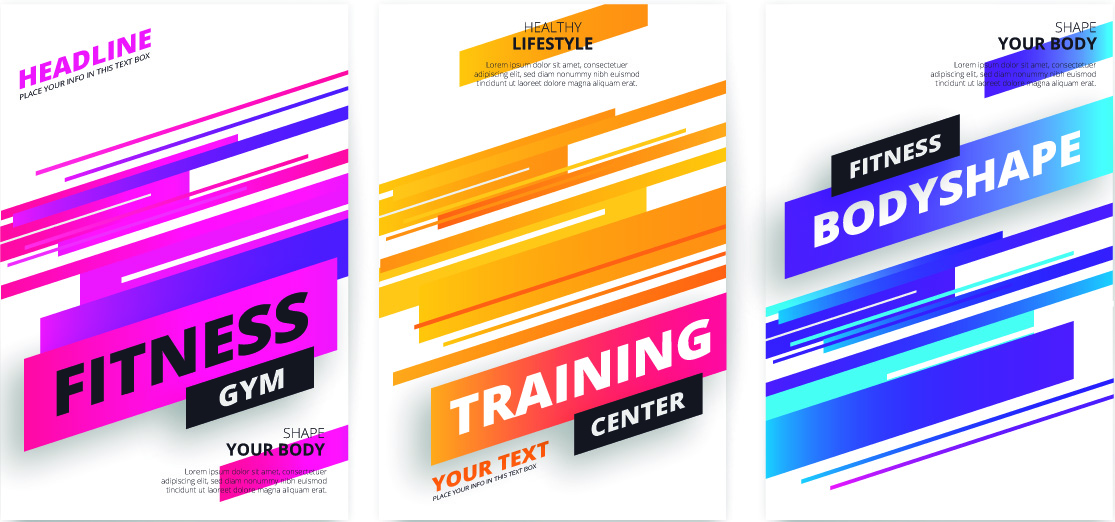 HEADLINE
PLACE YOUR INFO IN THIS TEXT BOX
FITNESS
GYM
SHAPE
YOUR BODY
Lorem ipsum dolor sit amet, consectetuer
adipiscing elit, sed diam nonummy nibh euismod
tincidunt ut laoreet dolore magna aliquam erat.
HEALTHY
LIFESTYLE
Lorem ipsum dolor sit amet, consectetuer
adipiscing elit, sed diam nonummy nibh euismod
tincidunt ut laoreet dolore magna aliquam erat.
TRAINING
CENTER
YOUR TEXT
PLACE YOUR INFO IN THIS TEXT BOX
SHAPE
YOUR BODY
Lorem ipsum dolor sit amet, consectetuer
adipiscing elit, sed diam nonummy nibh euismod
tincidunt ut laoreet dolore magna aliquam erat.
FITNESS
BODYSHAPE